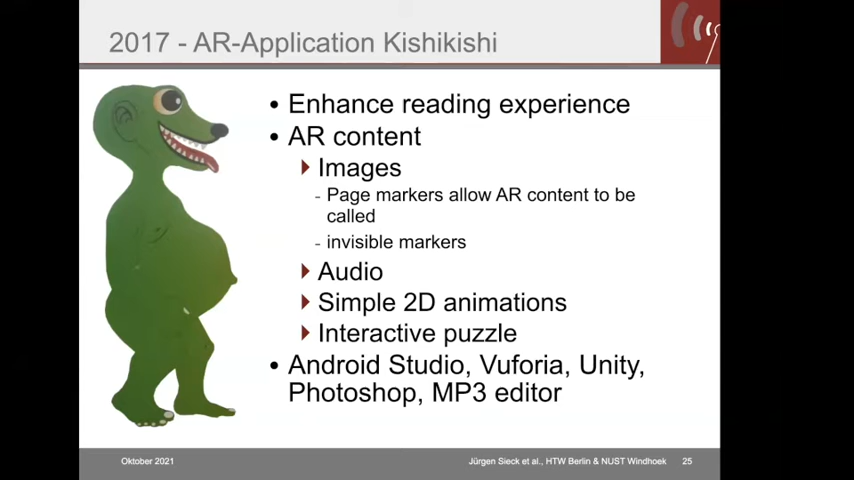 2017 - AR-Application Kishikishi
• Enhance reading experience
• AR content
Images
- Page markers allow AR content to be
called
- invisible markers
Audio
Simple 2D animations
Interactive puzzle
• Android Studio, Vuforia, Unity,
Photoshop, MP3 editor
Oktober 2021
Jürgen Sieck et al., HTW Berlin & NUST Windhoek
25